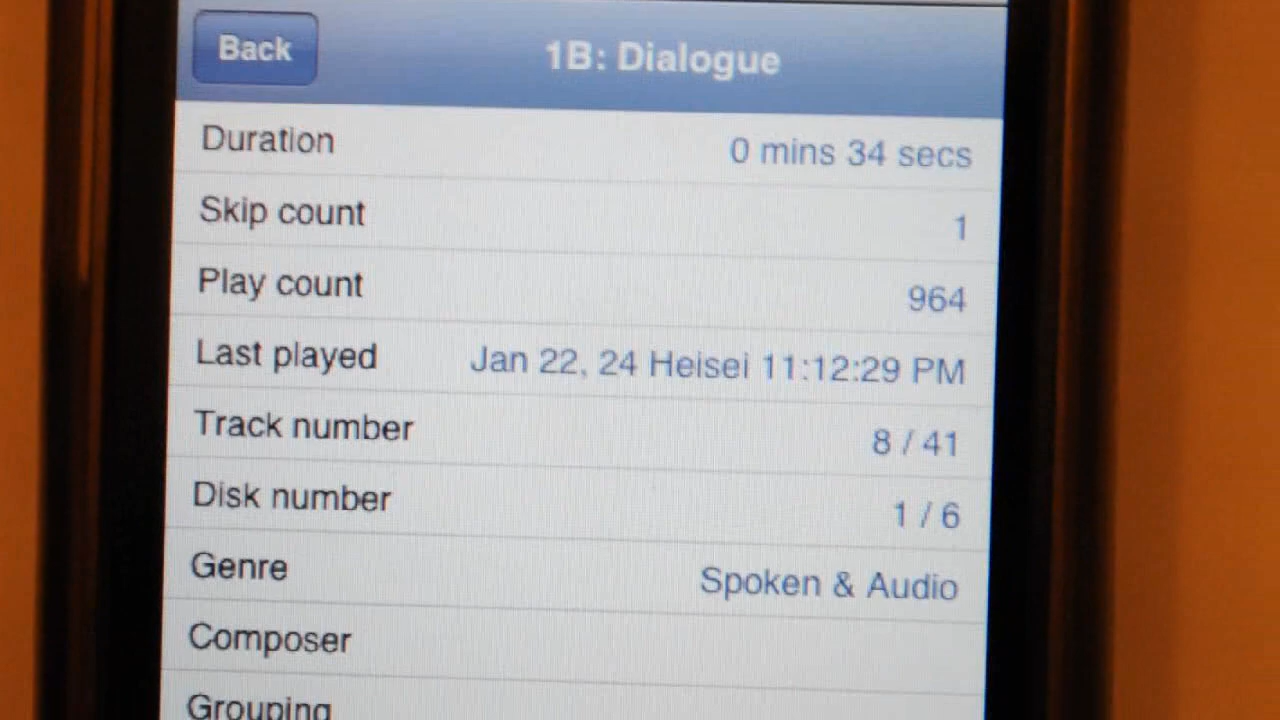 Back
1B: Dialogue
Duration 0 mins 34 secs
Skip count 1
Play count 964
Last played Jan 22, 24 Heisei 11:12:29 PM
Track number 8 / 41
Disk number 1 / 6
Genre Spoken & Audio
Composer
Grouping